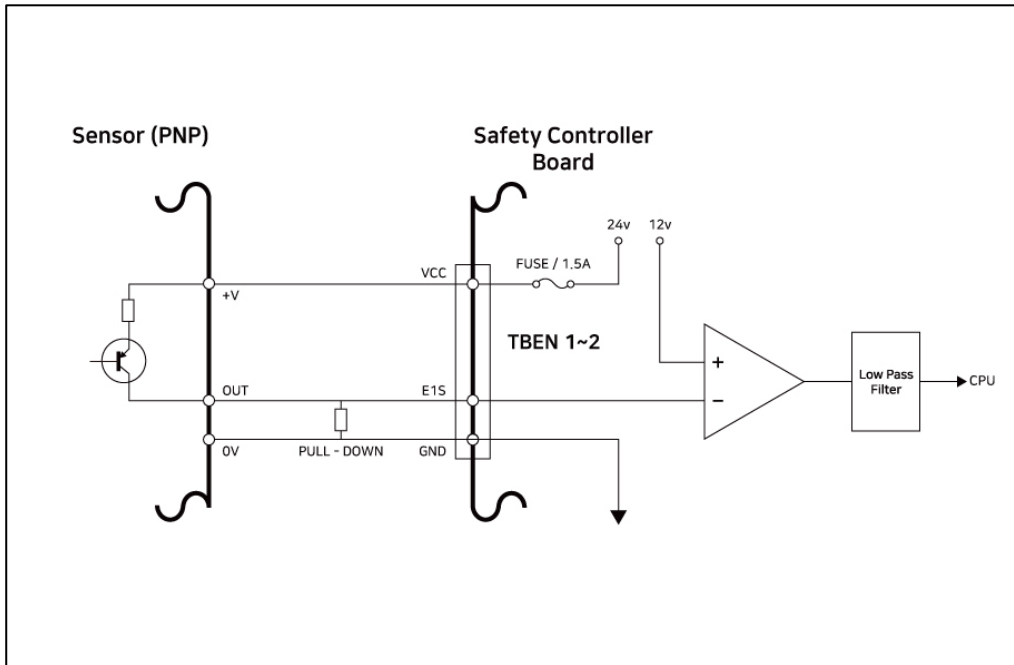 Sensor (PNP)
Safety Controller
Board
24v
12v
VCC
FUSE / 1.5A
+V
TBEN 1~2
+
Low Pass
Filter
CPU
OUT
E1S
−
0V
PULL - DOWN
GND